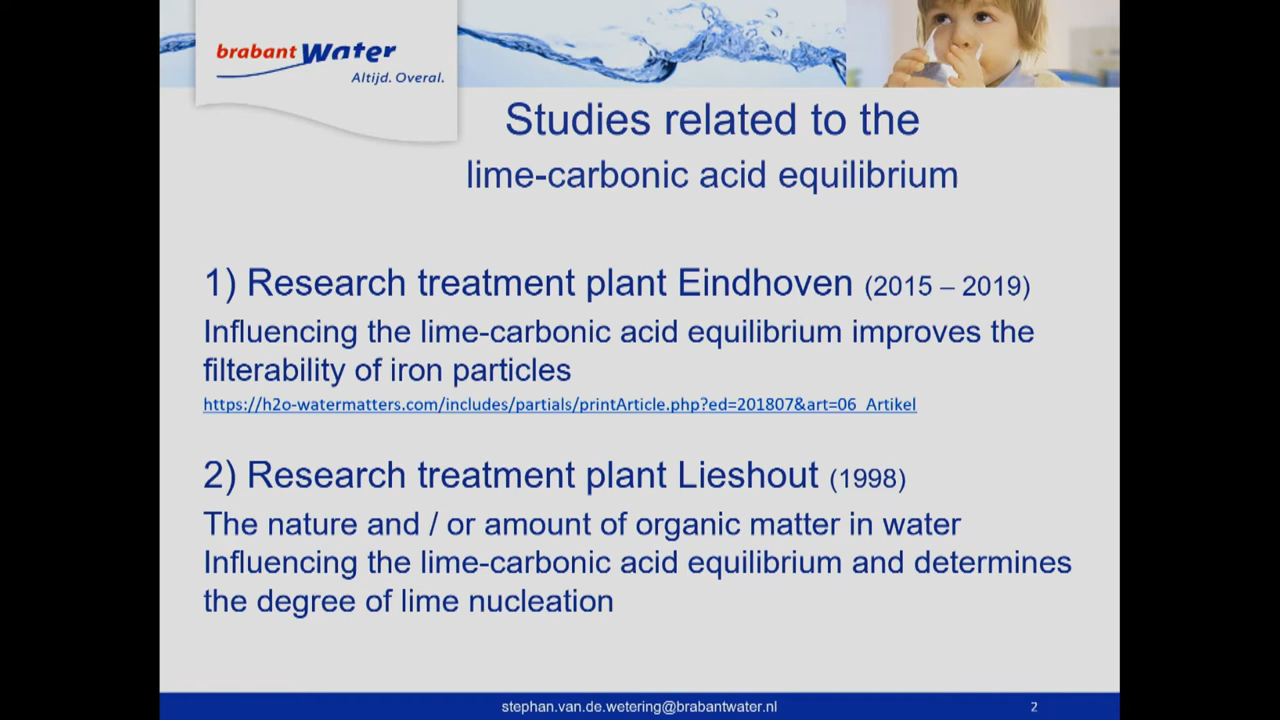 brabant Water
Altijd. Overal.
Studies related to the
lime-carbonic acid equilibrium
1) Research treatment plant Eindhoven (2015 – 2019)
Influencing the lime-carbonic acid equilibrium improves the
filterability of iron particles
https://h2o-watermatters.com/includes/partials/printArticle.php?ed=201807&art=06_Artikel
2) Research treatment plant Lieshout (1998)
The nature and / or amount of organic matter in water
Influencing the lime-carbonic acid equilibrium and determines
the degree of lime nucleation
stephan.van.de.wetering@brabantwater.nl
2